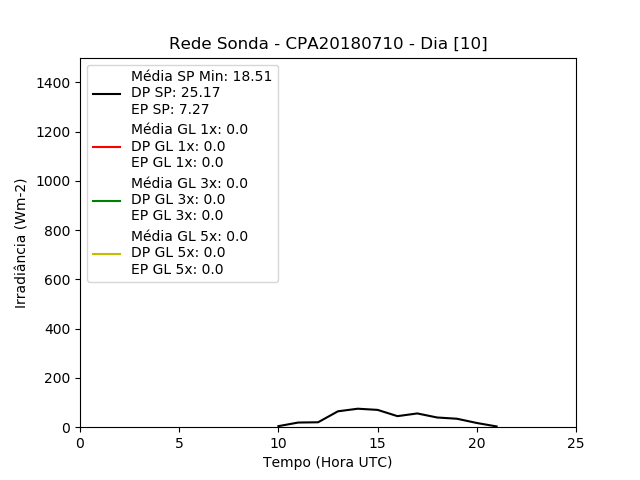 Rede Sonda - CPA20180710 - Dia [10]
Média SP Min: 18.51
DP SP: 25.17
EP SP: 7.27
Média GL 1x: 0.0
DP GL 1x: 0.0
EP GL 1x: 0.0
Média GL 3x: 0.0
DP GL 3x: 0.0
EP GL 3x: 0.0
Média GL 5x: 0.0
DP GL 5x: 0.0
EP GL 5x: 0.0
Irradiância (Wm-2)
1400
1200
1000
800
600
400
200
0
0 5 10 15 20 25
Tempo (Hora UTC)